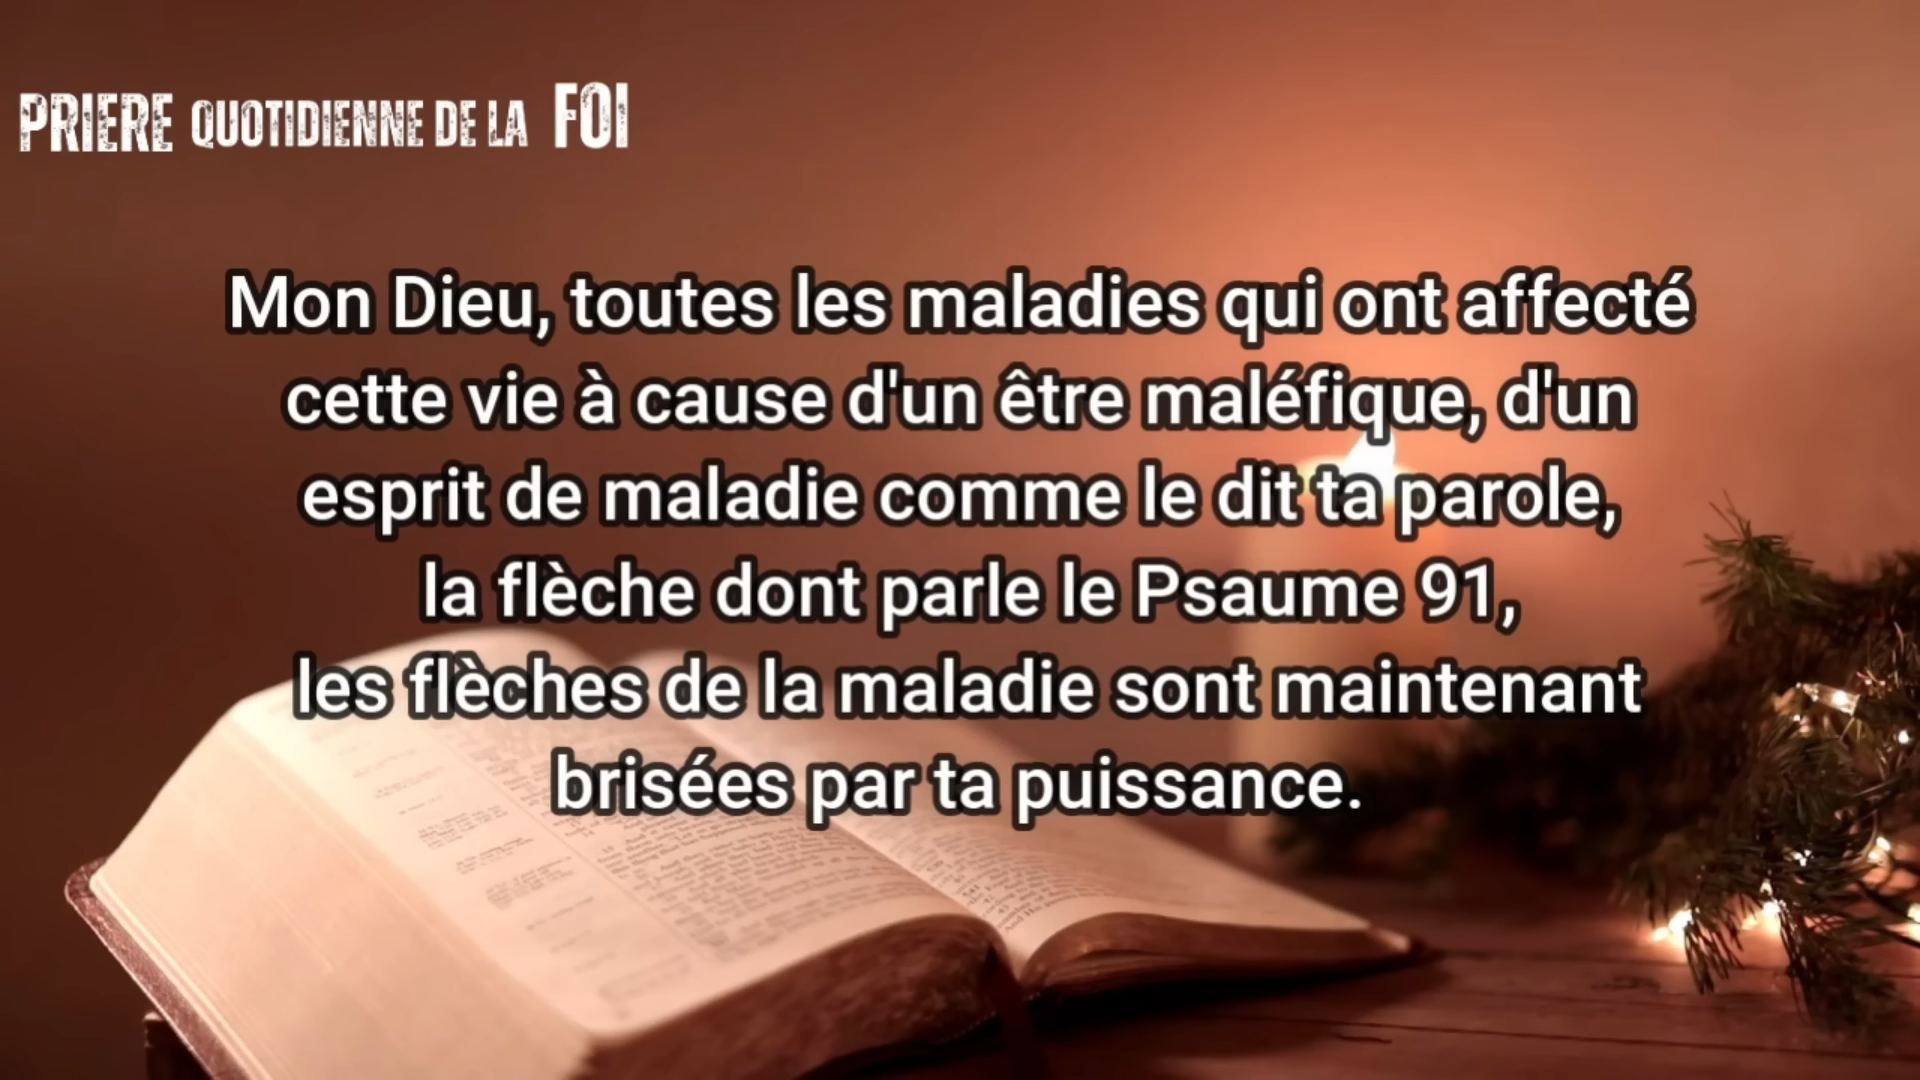 PRIERE QUOTIDIENNE DE LA FOI
Mon Dieu, toutes les maladies qui ont affecté
cette vie à cause d'un être maléfique, d'un
esprit de maladie comme le dit ta parole,
la flèche dont parle le Psaume 91,
les flèches de la maladie sont maintenant
brisées par ta puissance.